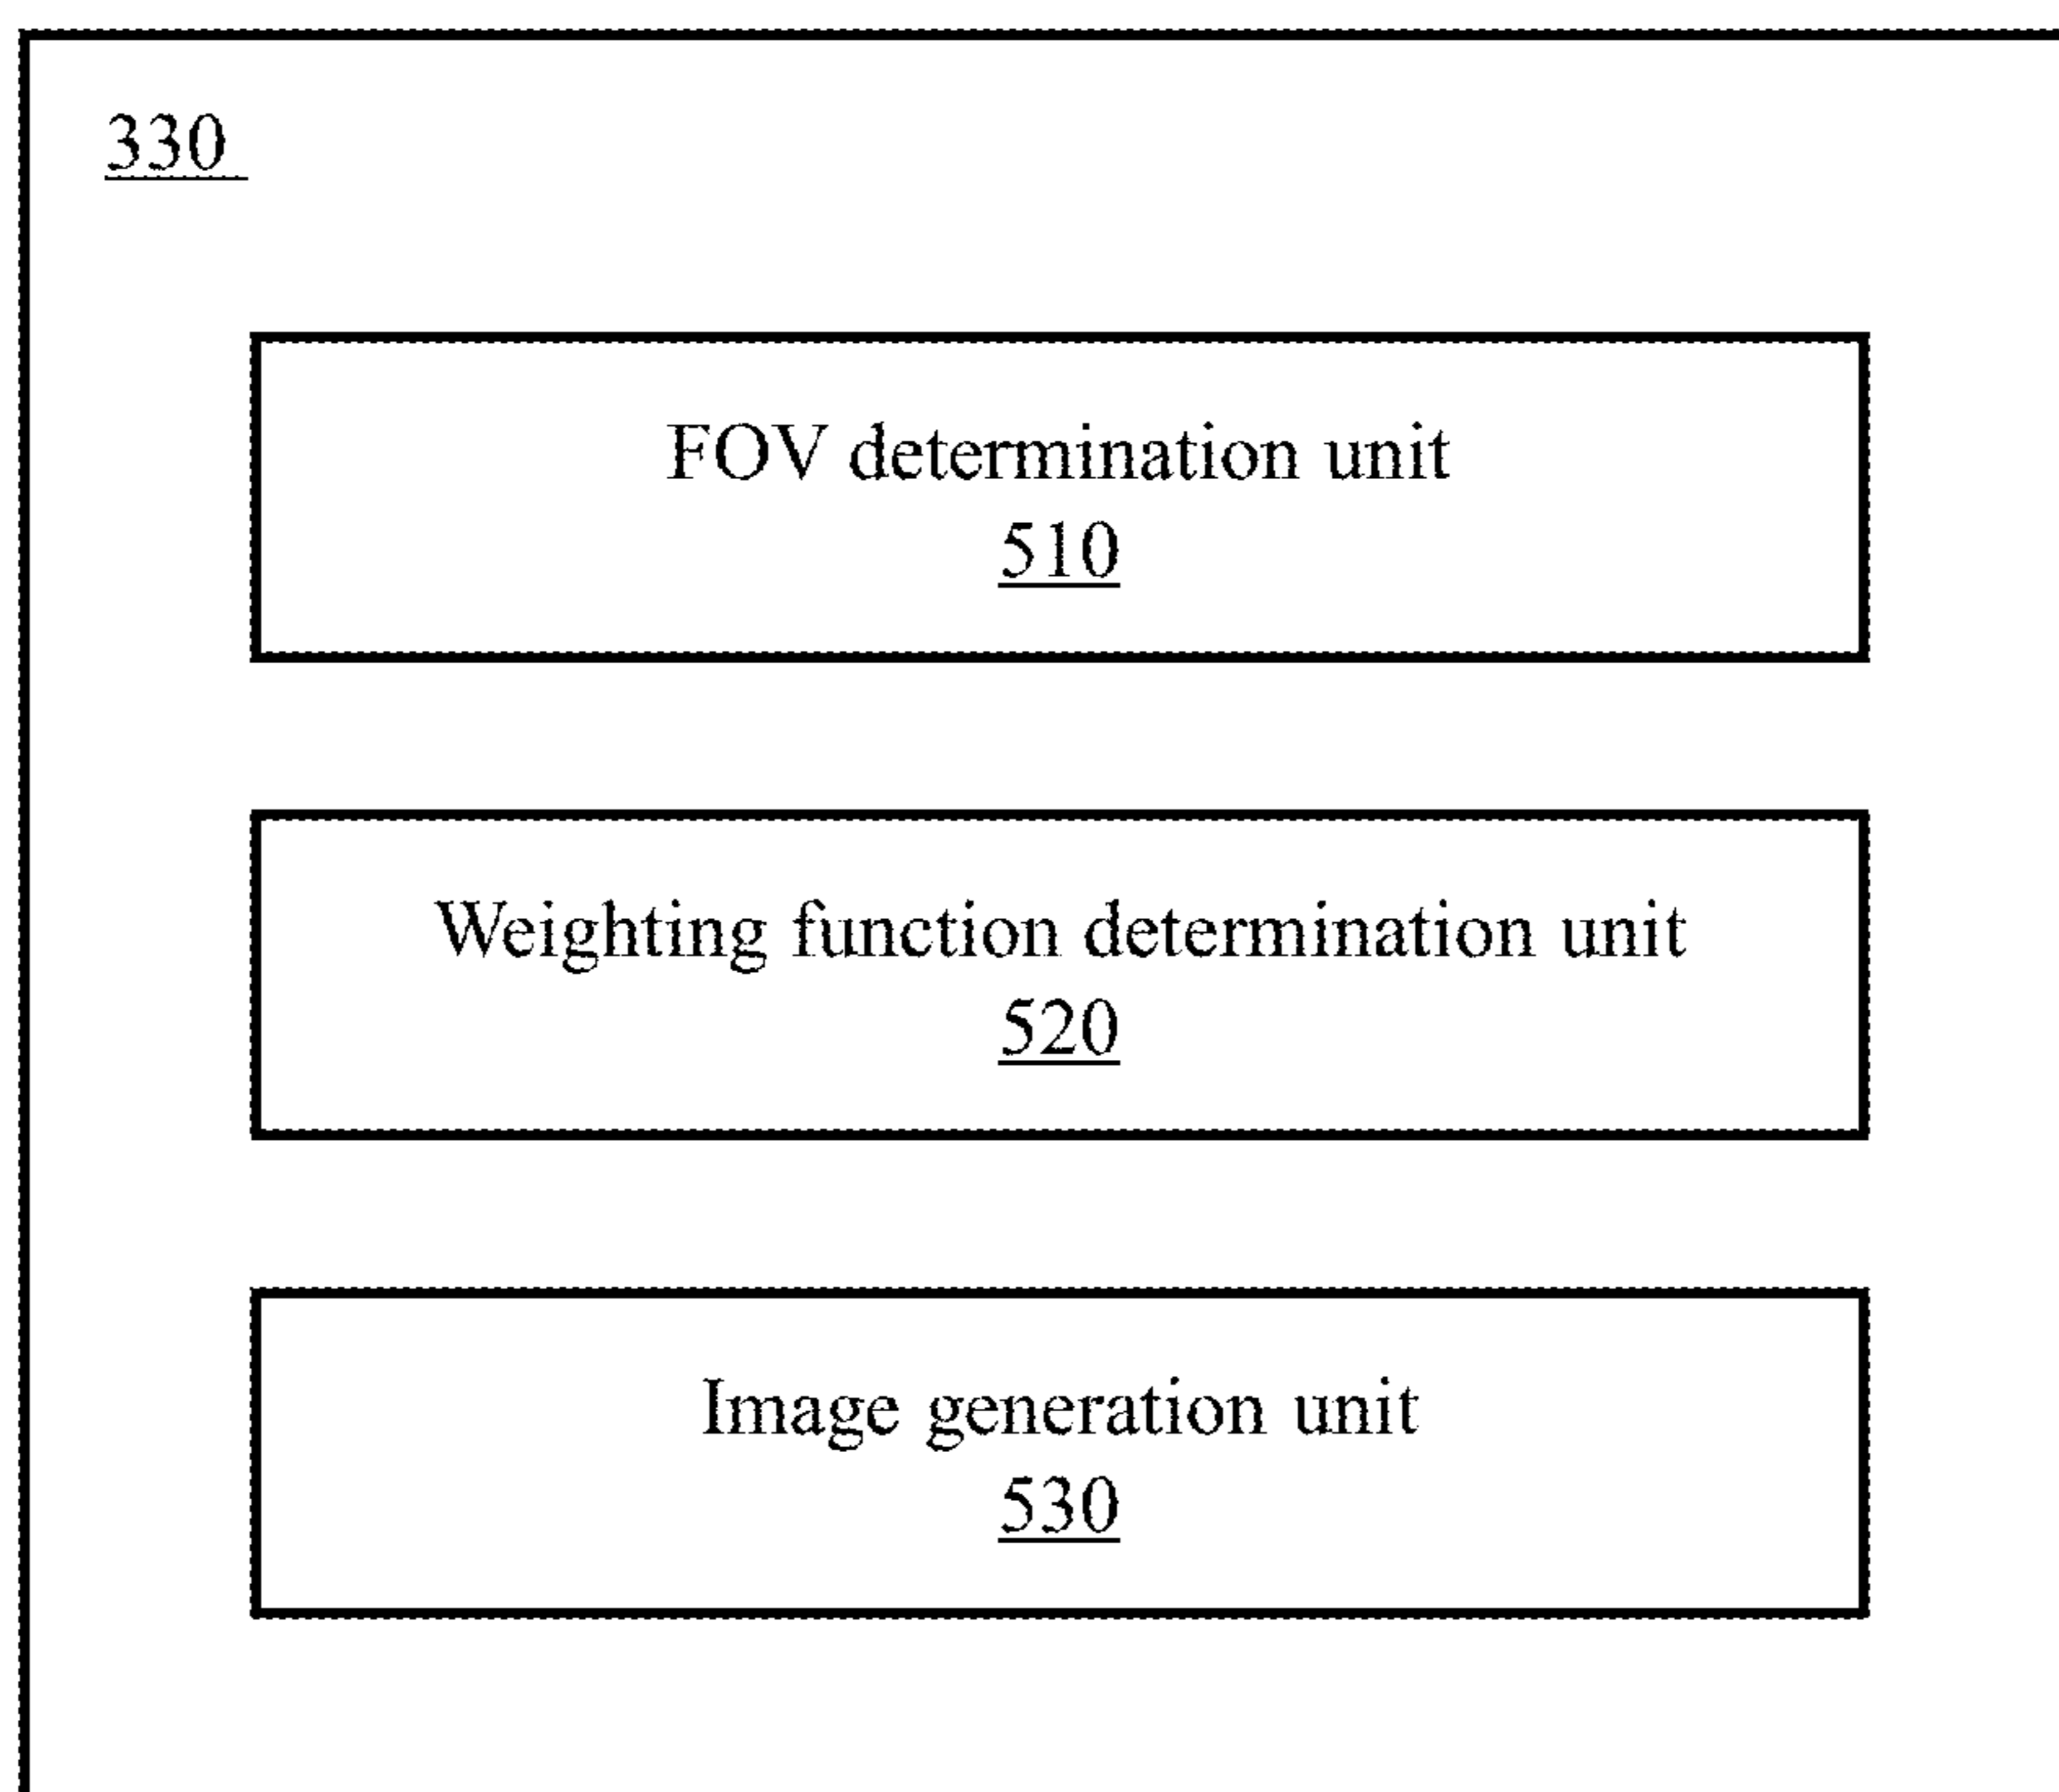 330
FOV determination unit
510
Weighting function determination unit
520
Image generation unit
530